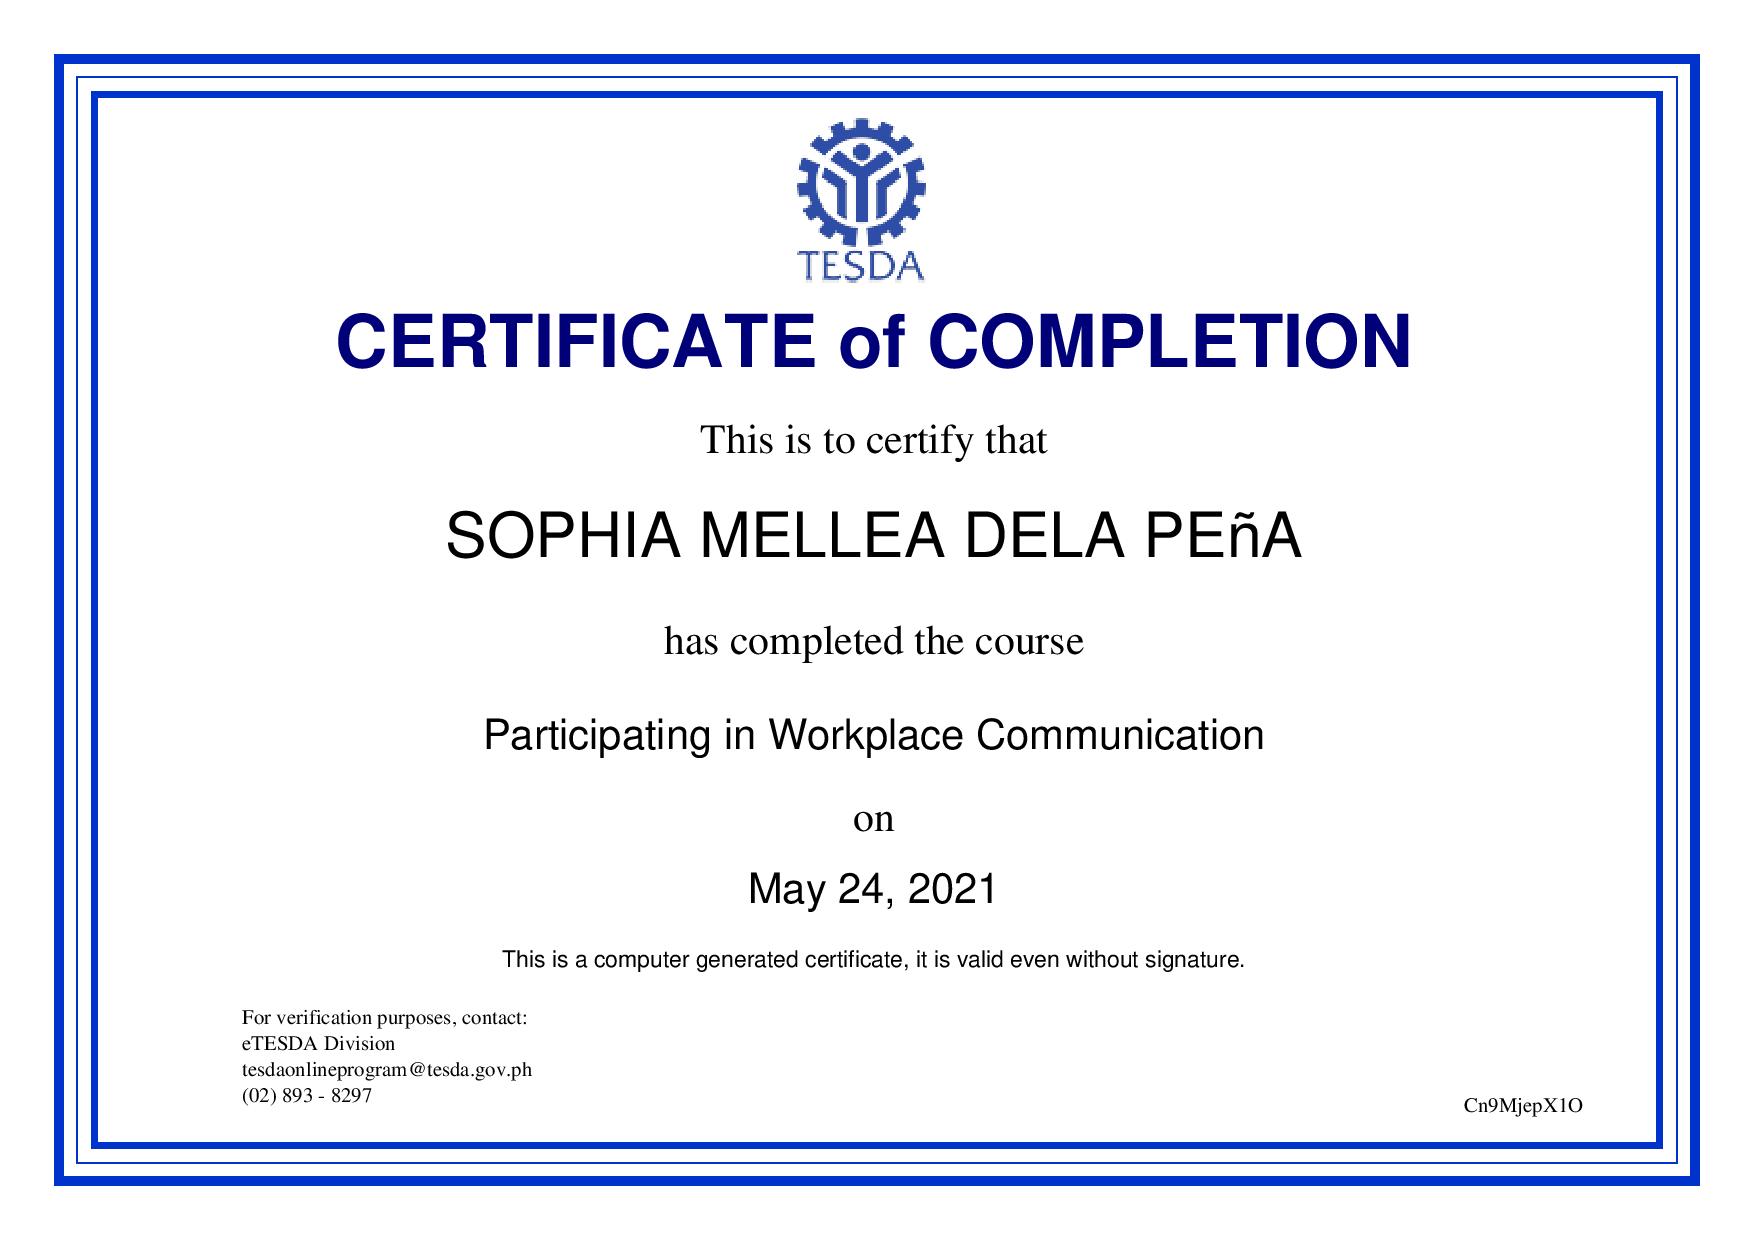 TESDA
CERTIFICATE of COMPLETION
This is to certify that
SOPHIA MELLEA DELA PEñA
has completed the course
Participating in Workplace Communication
on
May 24, 2021
This is a computer generated certificate, it is valid even without signature.
For verification purposes, contact:
eTESDA Division
tesdaonlineprogram@tesda.gov.ph
(02) 893 - 8297
Cn9MjepX1O